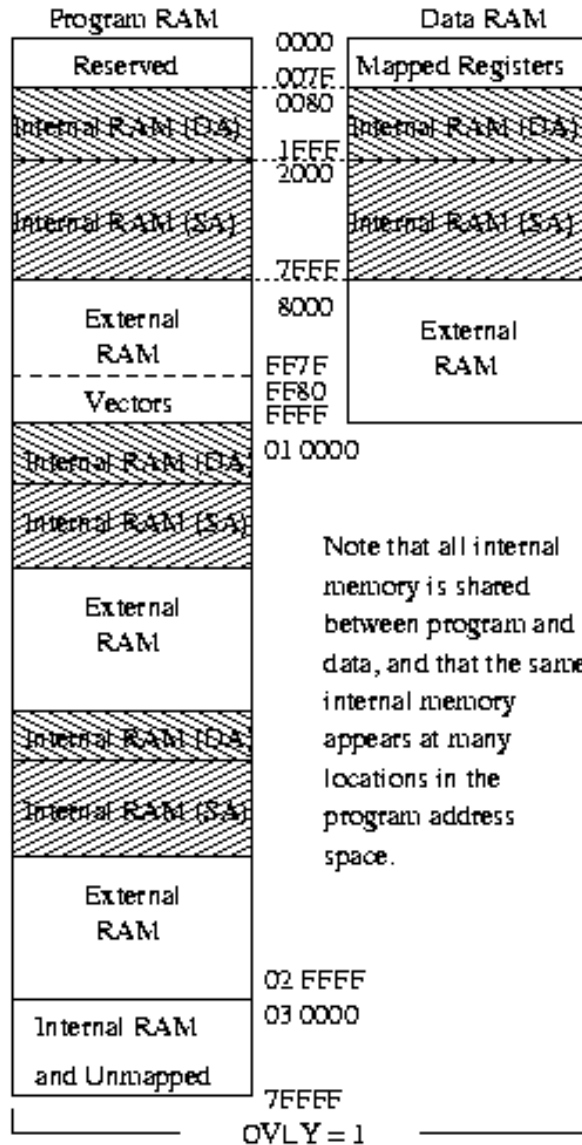 Program RAM
Data RAM
0000
Reserved
Mapped Registers
007F
0080
Internal RAM (DA)
Internal RAM (DA)
1FFF
2000
Internal RAM (SA)
Internal RAM (SA)
7FFF
8000
External
RAM
External
RAM
FF7F
FF80
Vectors
FFFF
01 0000
Internal RAM (DA)
Internal RAM (SA)
Note that all internal
memory is shared
between program and
data, and that the same
internal memory
appears at many
locations in the
program address
space.
External
RAM
Internal RAM (DA)
Internal RAM (SA)
External
RAM
02 FFFF
03 0000
Internal RAM
and Unmapped
7FFFF
OVLY = 1